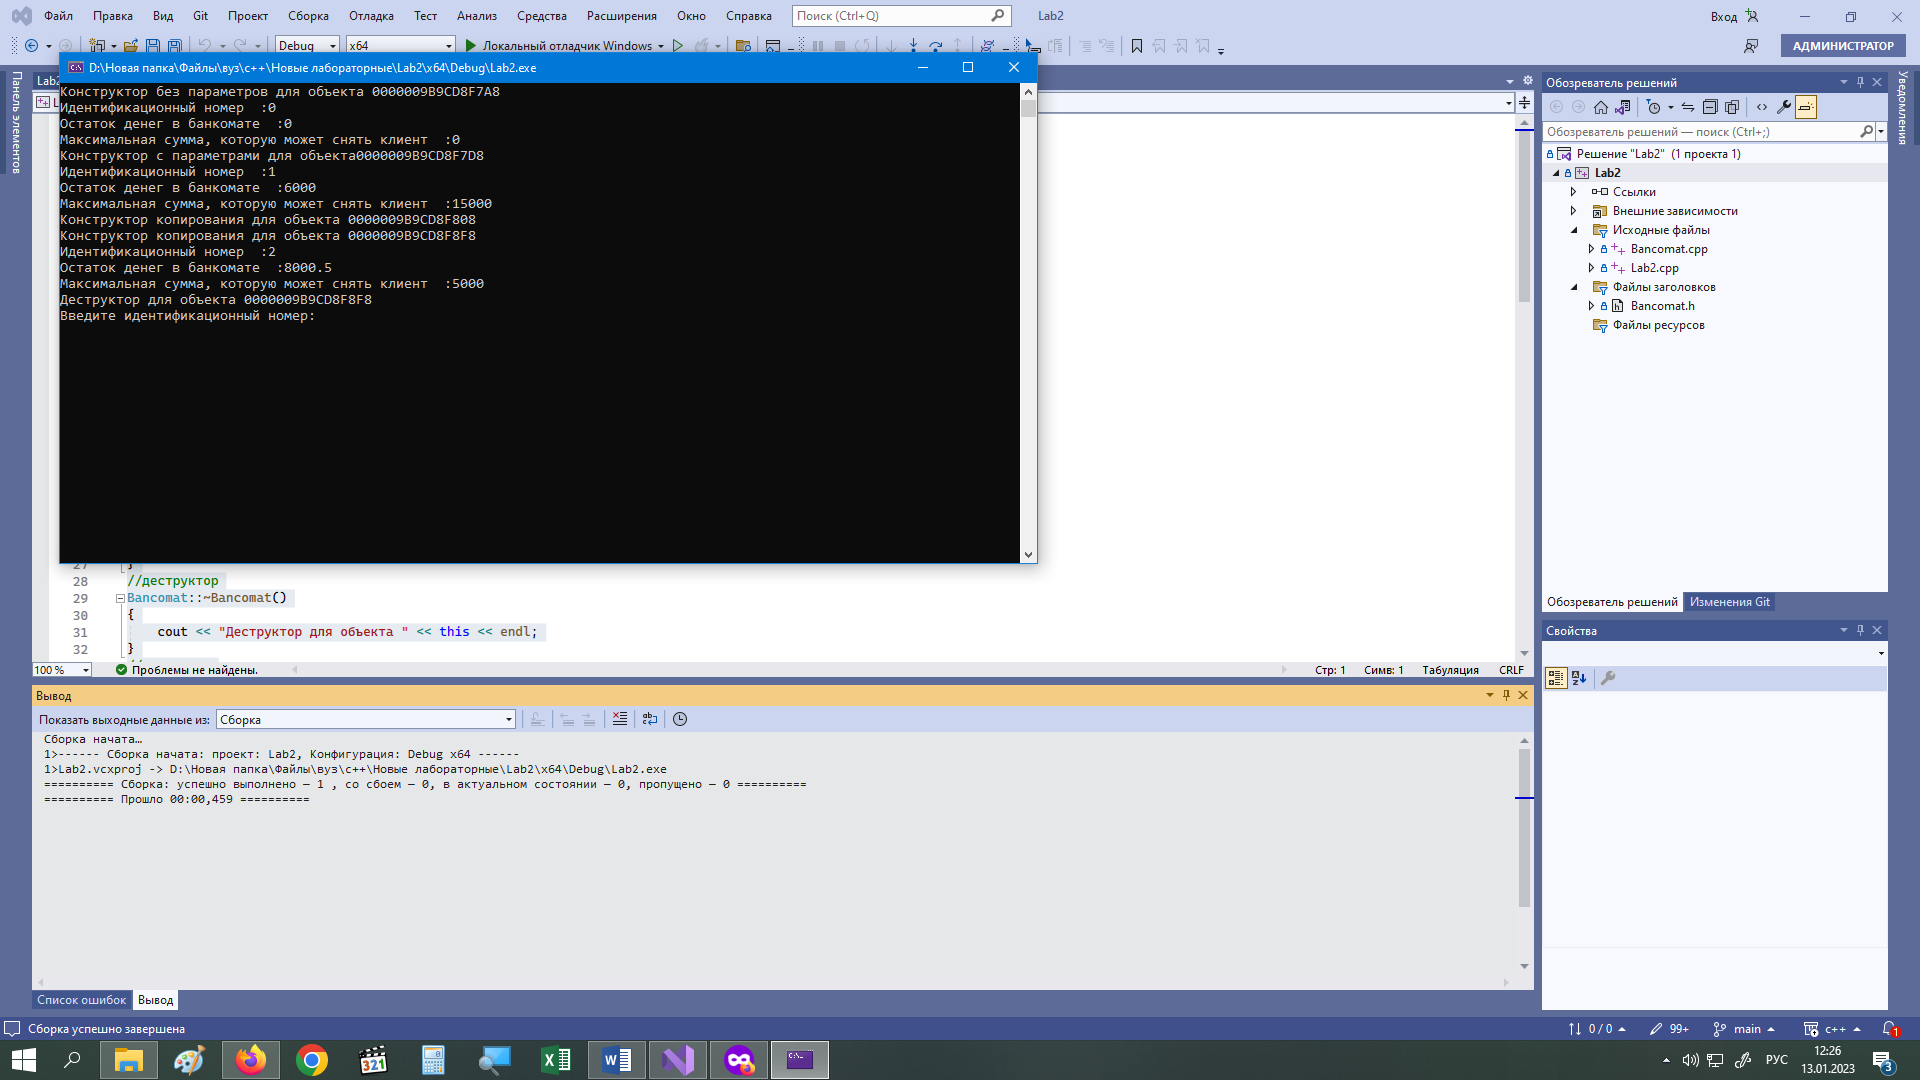 Файл Правка Вид Git Проект Сборка Отладка Тест Анализ Средства Расширения Окно Справка Поиск (Ctrl+Q) Lab2 Вход
Debug x64 Локальный отладчик Windows АДМИНИСТРАТОР
D:\Новая папка\Файлы\вуз\c++\Новые лабораторные\Lab2\x64\Debug\Lab2.exe
Конструктор без параметров для объекта 0000009B9CD8F7A8
Идентификационный номер  :0
Остаток денег в банкомате  :0
Максимальная сумма, которую может снять клиент  :0
Конструктор с параметрами для объекта0000009B9CD8F7D8
Идентификационный номер  :1
Остаток денег в банкомате  :6000
Максимальная сумма, которую может снять клиент  :15000
Конструктор копирования для объекта 0000009B9CD8F808
Конструктор копирования для объекта 0000009B9CD8F8F8
Идентификационный номер  :2
Остаток денег в банкомате  :8000.5
Максимальная сумма, которую может снять клиент  :5000
Деструктор для объекта 0000009B9CD8F8F8
Введите идентификационный номер:
Панель элементов
Lab2
27 }
28 //деструктор
29 Bancomat::~Bancomat()
30 {
31 cout << "Деструктор для объекта " << this << endl;
32 }
100 % Проблемы не найдены. Стр: 1 Симв: 1 Табуляция CRLF
Вывод
Показать выходные данные из: Сборка
Сборка начата…
1>------ Сборка начата: проект: Lab2, Конфигурация: Debug x64 ------
1>Lab2.vcxproj -> D:\Новая папка\Файлы\вуз\c++\Новые лабораторные\Lab2\x64\Debug\Lab2.exe
========== Сборка: успешно выполнено — 1 , со сбоем — 0, в актуальном состоянии — 0, пропущено — 0 ==========
========== Прошло 00:00,459 ==========
Список ошибок Вывод
Обозреватель решений
Обозреватель решений — поиск (Ctrl+;)
Решение "Lab2" (1 проекта 1)
Lab2
Ссылки
Внешние зависимости
Исходные файлы
Bancomat.cpp
Lab2.cpp
Файлы заголовков
Bancomat.h
Файлы ресурсов
Обозреватель решений Изменения Git
Свойства
Уведомления
Сборка успешно завершена 0 / 0 99+ main c++ 1
321
РУС 12:26
13.01.2023 3